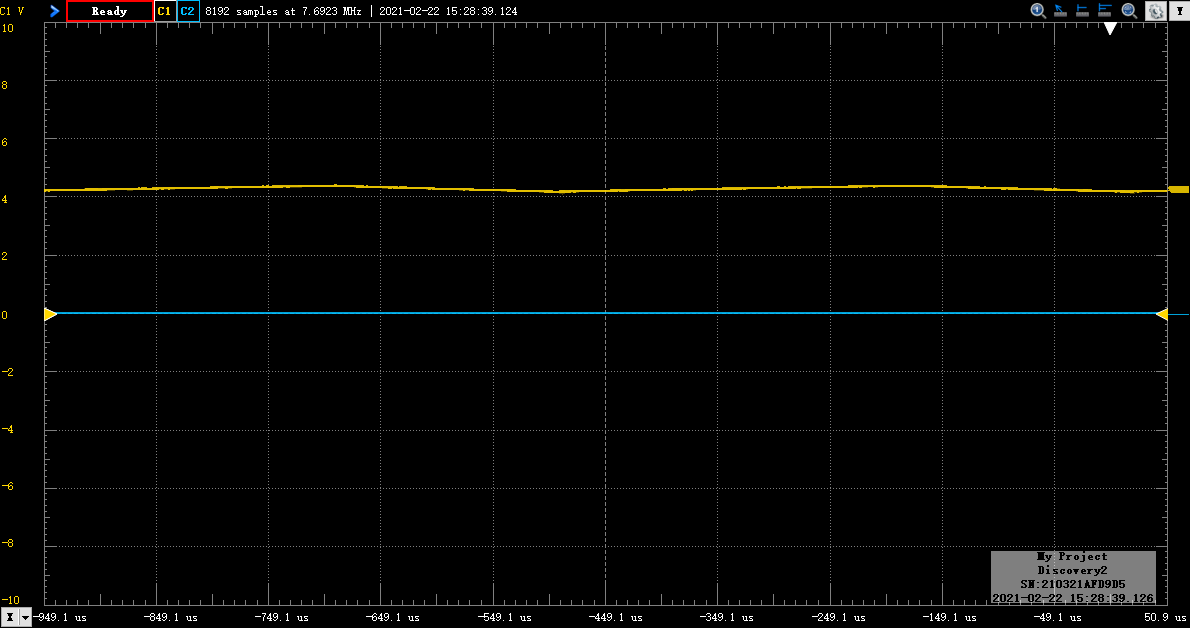 C1 V Ready C1 C2 8192 samples at 7.6923 MHz | 2021-02-22 15:28:39.124 Y
10
8
6
4
2
0
-2
-4
-6
-8
-10
My Project
Discovery2
SN:210321AFD9D5
2021-02-22 15:28:39.126
X -949.1 us -849.1 us -749.1 us -649.1 us -549.1 us -449.1 us -349.1 us -249.1 us -149.1 us -49.1 us 50.9 us